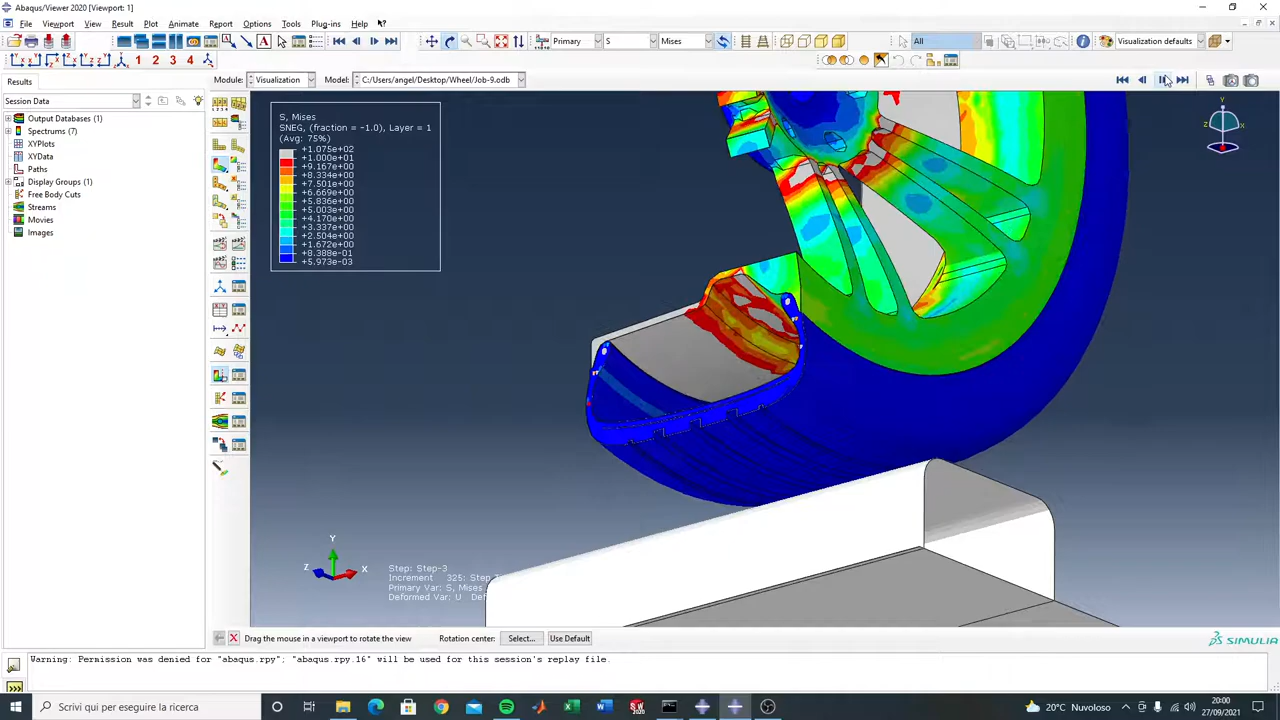 Abaqus/Viewer 2020 [Viewport: 1]
File Viewport View Result Plot Animate Report Options Tools Plug-ins Help
Primary S Mises All Visualization defaults
1 2 3 4
Results Module: Visualization Model: C:/Users/angel/Desktop/Wheel/Job-9.odb
Session Data
Output Databases (1)
Spectrums (7)
XYPlots
XYData
Paths
Display Groups (1)
Free Body Cuts
Streams
Movies
Images
S, Mises
SNEG, (fraction = -1.0), Layer = 1
(Avg: 75%)
+1.075e+02
+1.000e+01
+9.167e+00
+8.334e+00
+7.501e+00
+6.669e+00
+5.836e+00
+5.003e+00
+4.170e+00
+3.337e+00
+2.504e+00
+1.672e+00
+8.388e-01
+5.973e-03
Y
Z X
Y
Z X
Step: Step-3
Increment 325: Step
Primary Var: S, Mises
Deformed Var: U De
Drag the mouse in a viewport to rotate the view Rotation center: Select... Use Default
SIMULIA
Warning: Permission was denied for "abaqus.rpy". "abaqus.rpy.16" will be used for this session's replay file.
Scrivi qui per eseguire la ricerca
20°C Nuvoloso
20:00
27/09/2021